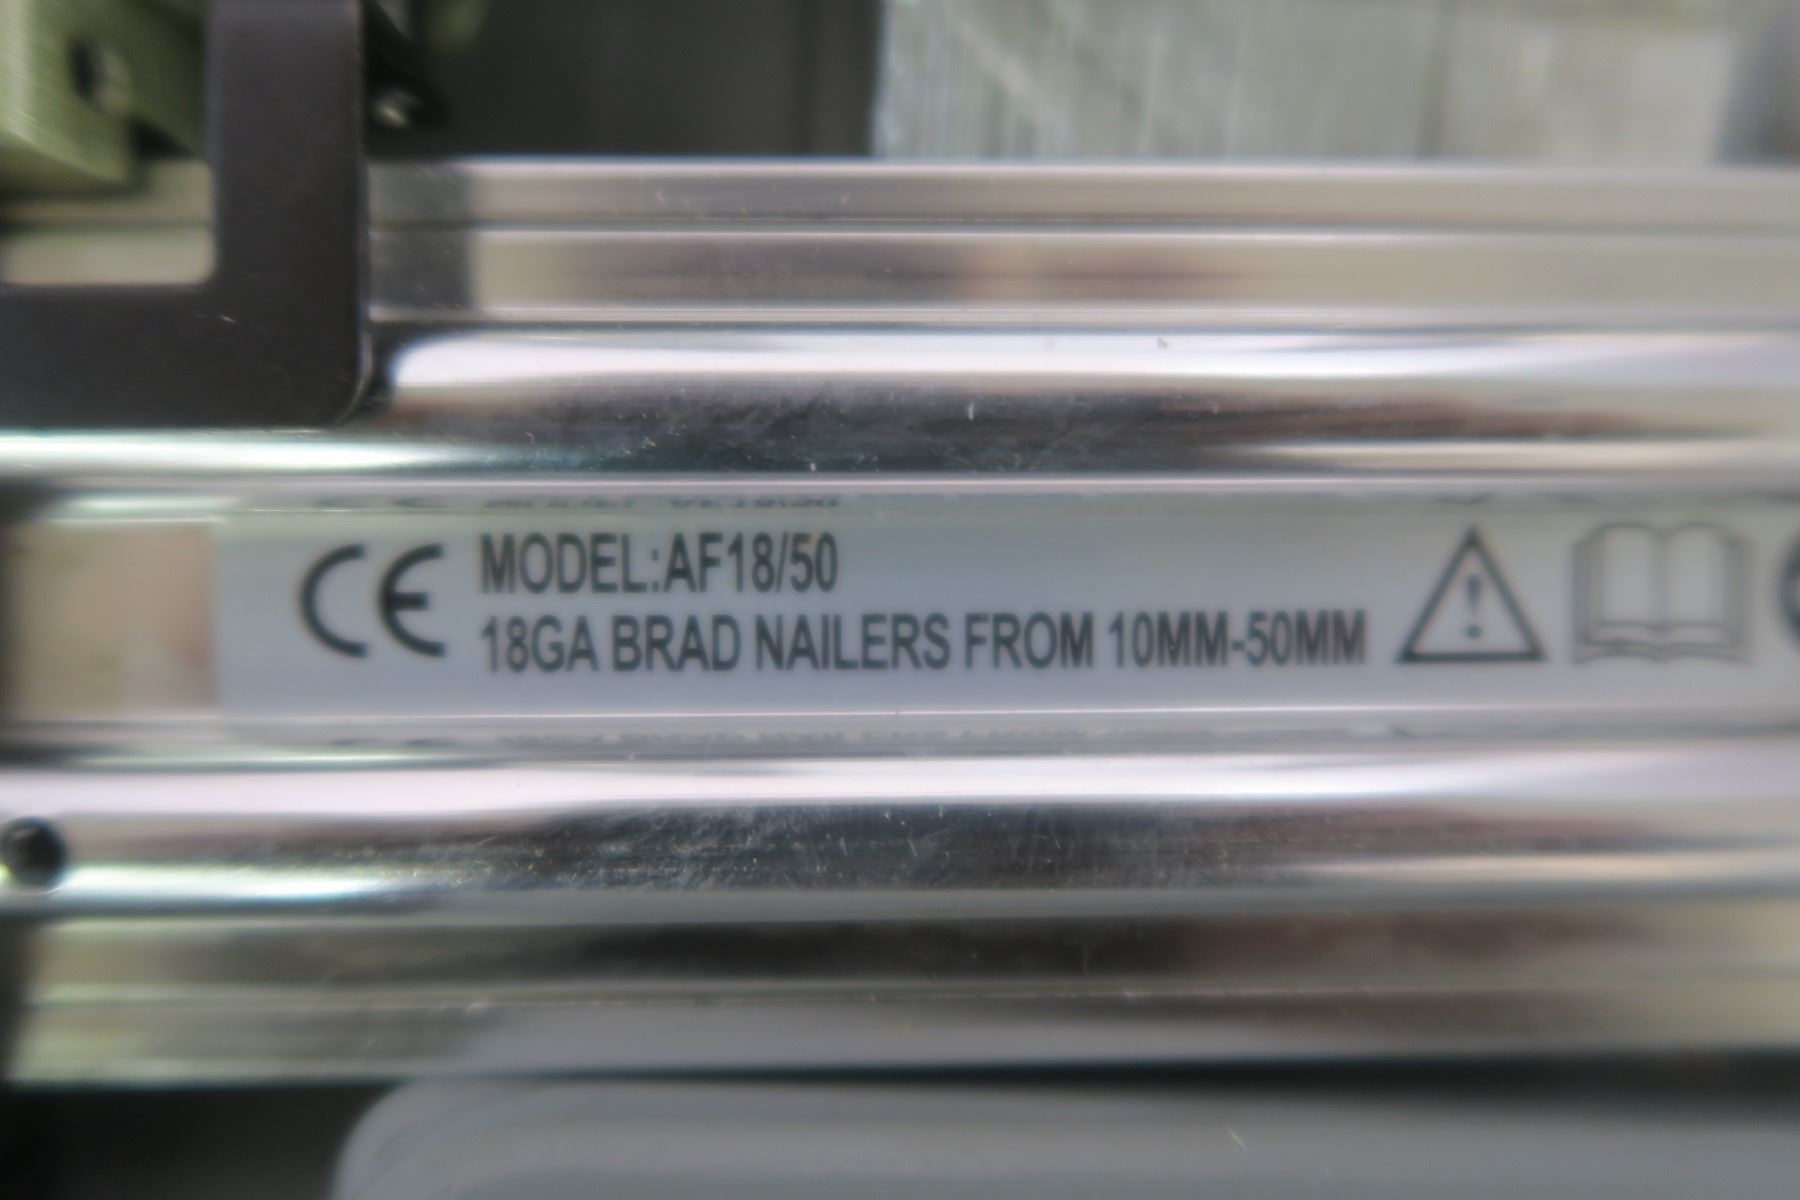 CE
MODEL:AF18/50
18GA BRAD NAILERS FROM 10MM-50MM